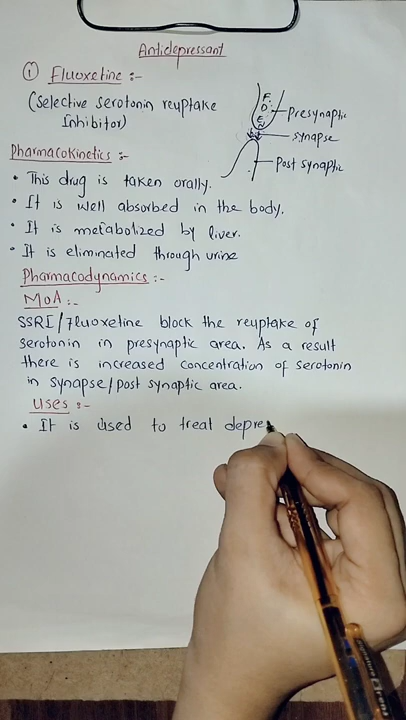 Antidepressant
① Fluoxetine :-
(Selective serotonin reuptake
Inhibitor)
Presynaptic
synapse
Post synaptic
Pharmacokinetics :-
• This drug is taken orally.
• It is well absorbed in the body.
• It is metabolized by liver.
• It is eliminated through urine
Pharmacodynamics :-
MoA :-
SSRI/Fluoxetine block the reuptake of
serotonin in presynaptic area. As a result
there is increased concentration of serotonin
in synapse/post synaptic area.
Uses :-
• It is used to treat depre